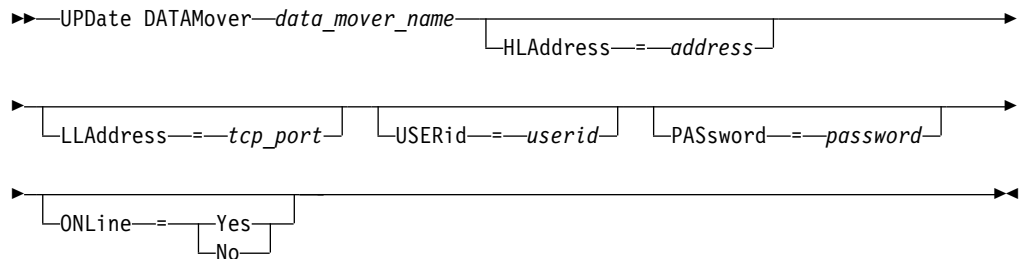 UPDate DATAMover data_mover_name
HLAddress = address
LLAddress = tcp_port USERid = userid PASsword = password
ONLine = Yes
No